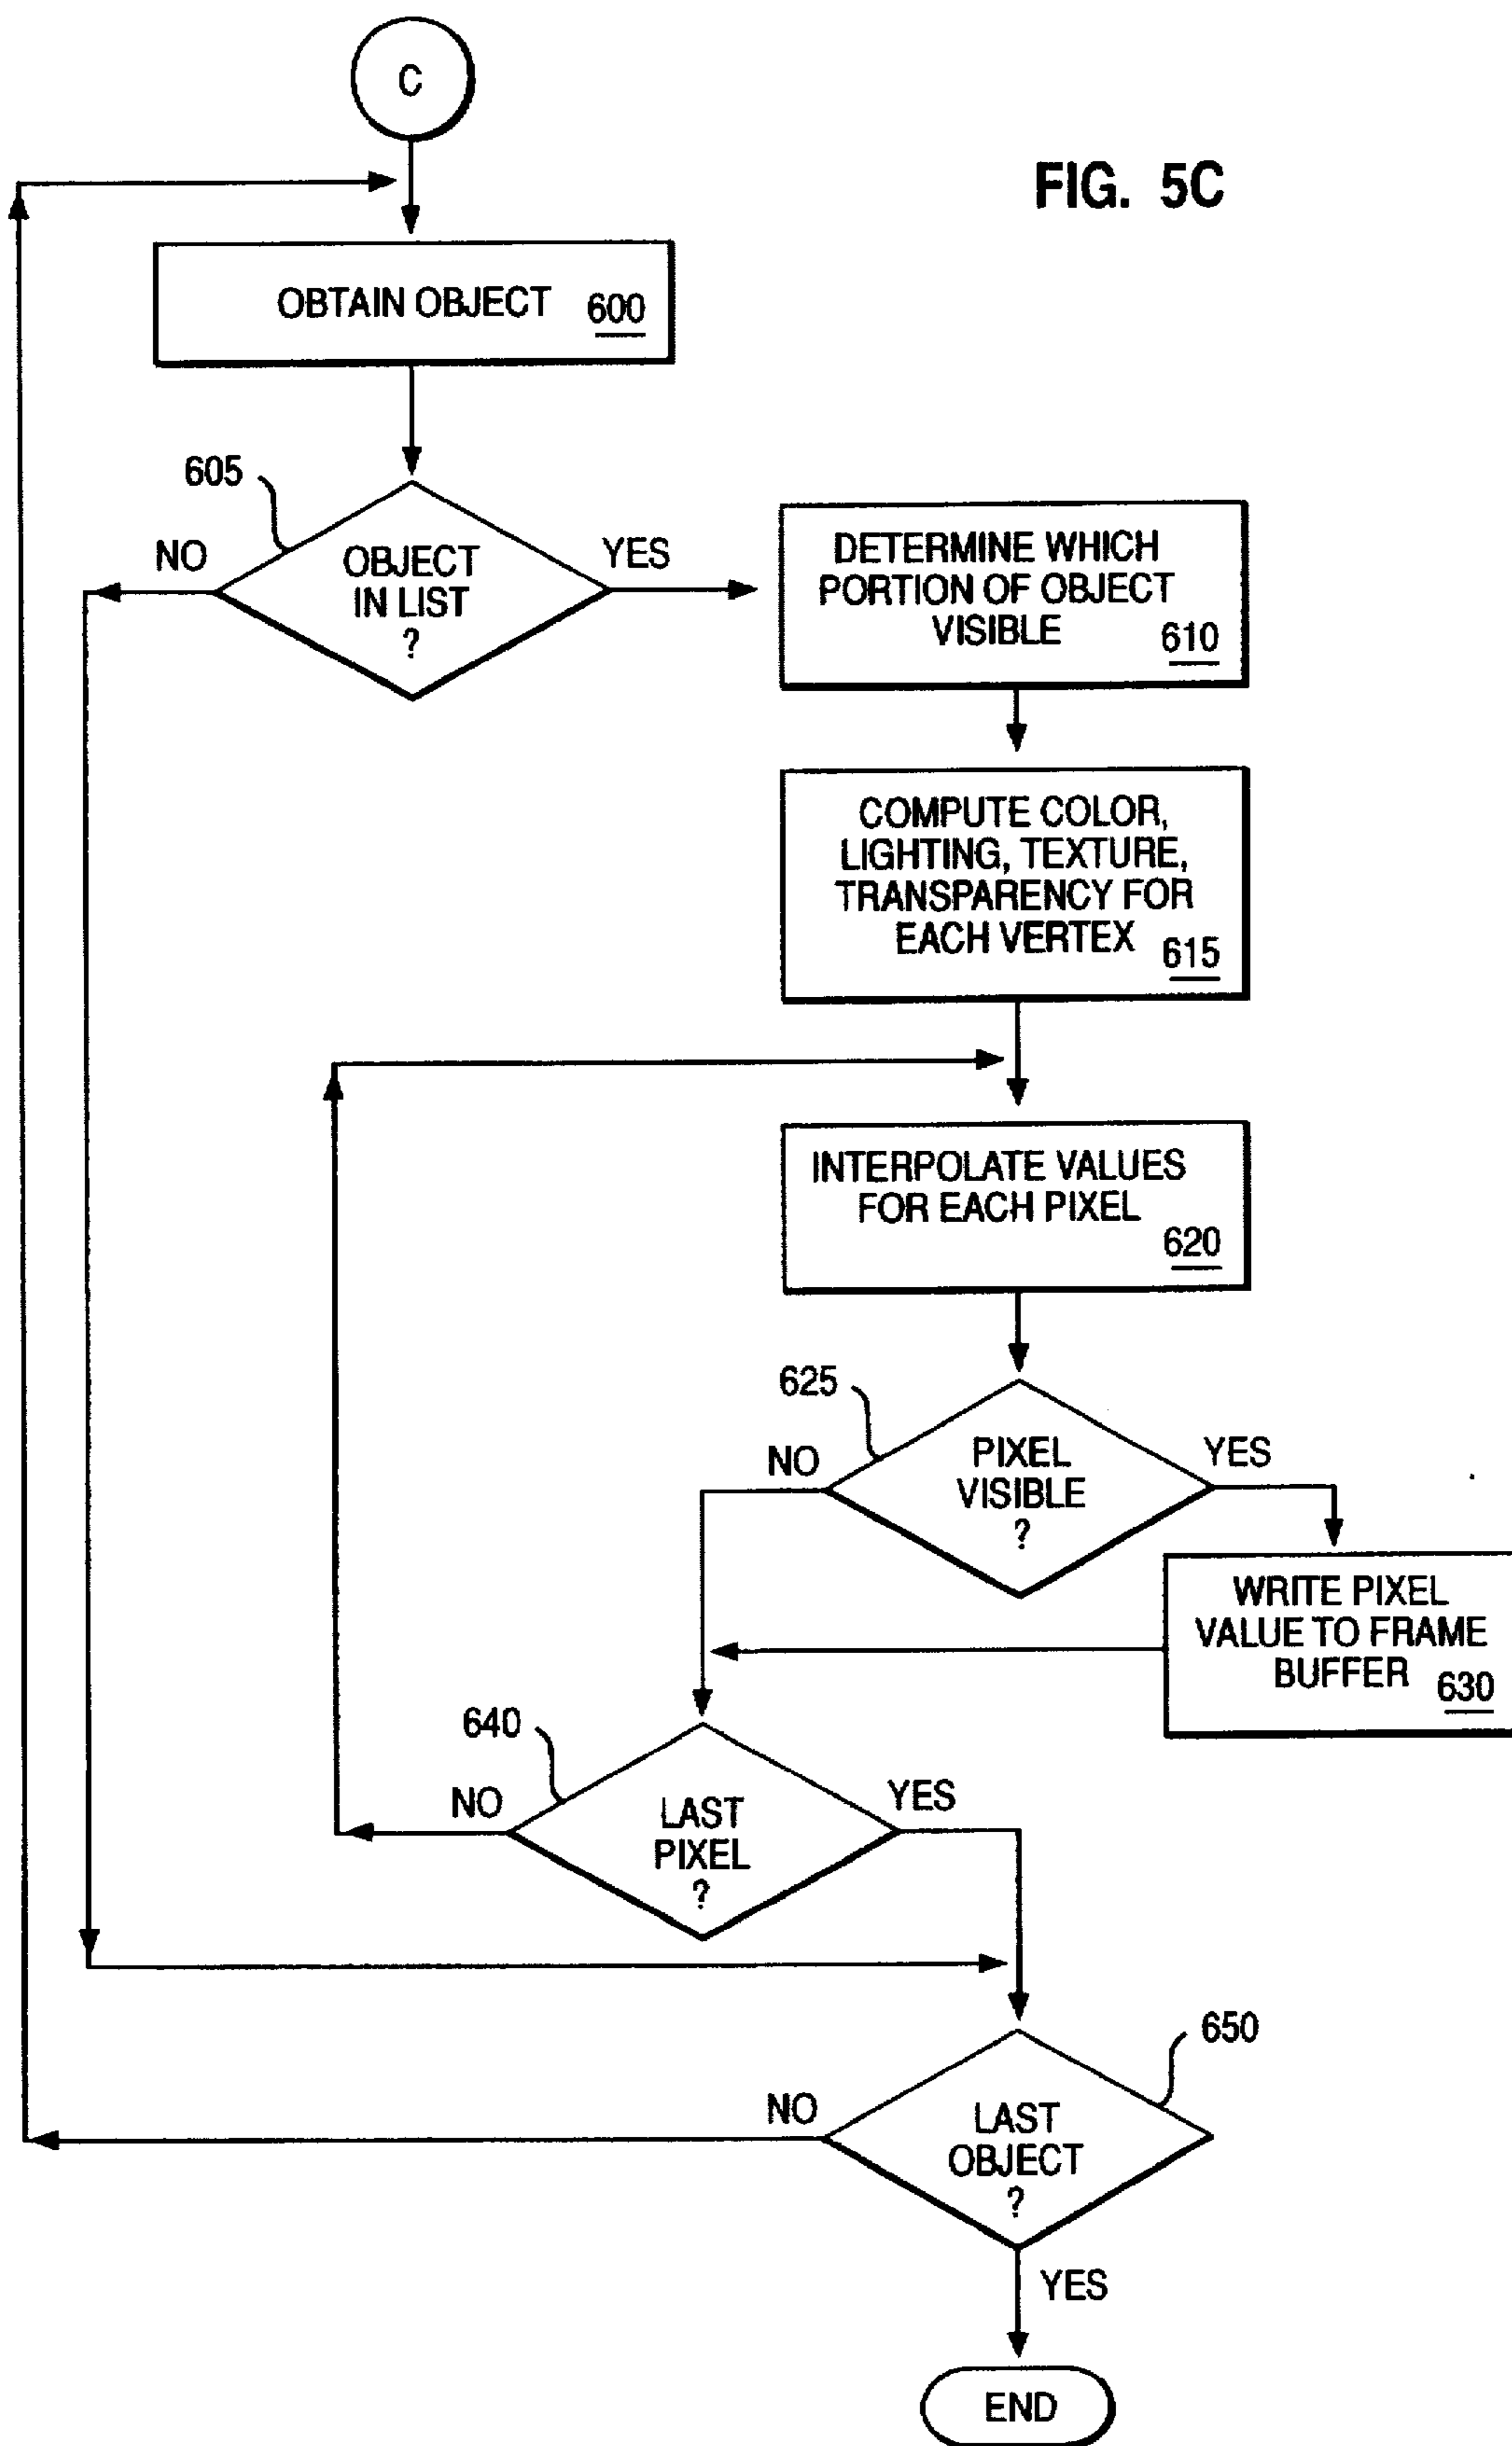 C
FIG. 5C
OBTAIN OBJECT 600
605
NO
OBJECT
IN LIST
?
YES
DETERMINE WHICH
PORTION OF OBJECT
VISIBLE
610
COMPUTE COLOR,
LIGHTING, TEXTURE,
TRANSPARENCY FOR
EACH VERTEX
615
INTERPOLATE VALUES
FOR EACH PIXEL
620
625
NO
PIXEL
VISIBLE
?
YES
WRITE PIXEL
VALUE TO FRAME
BUFFER
630
640
NO
LAST
PIXEL
?
YES
650
NO
LAST
OBJECT
?
YES
END